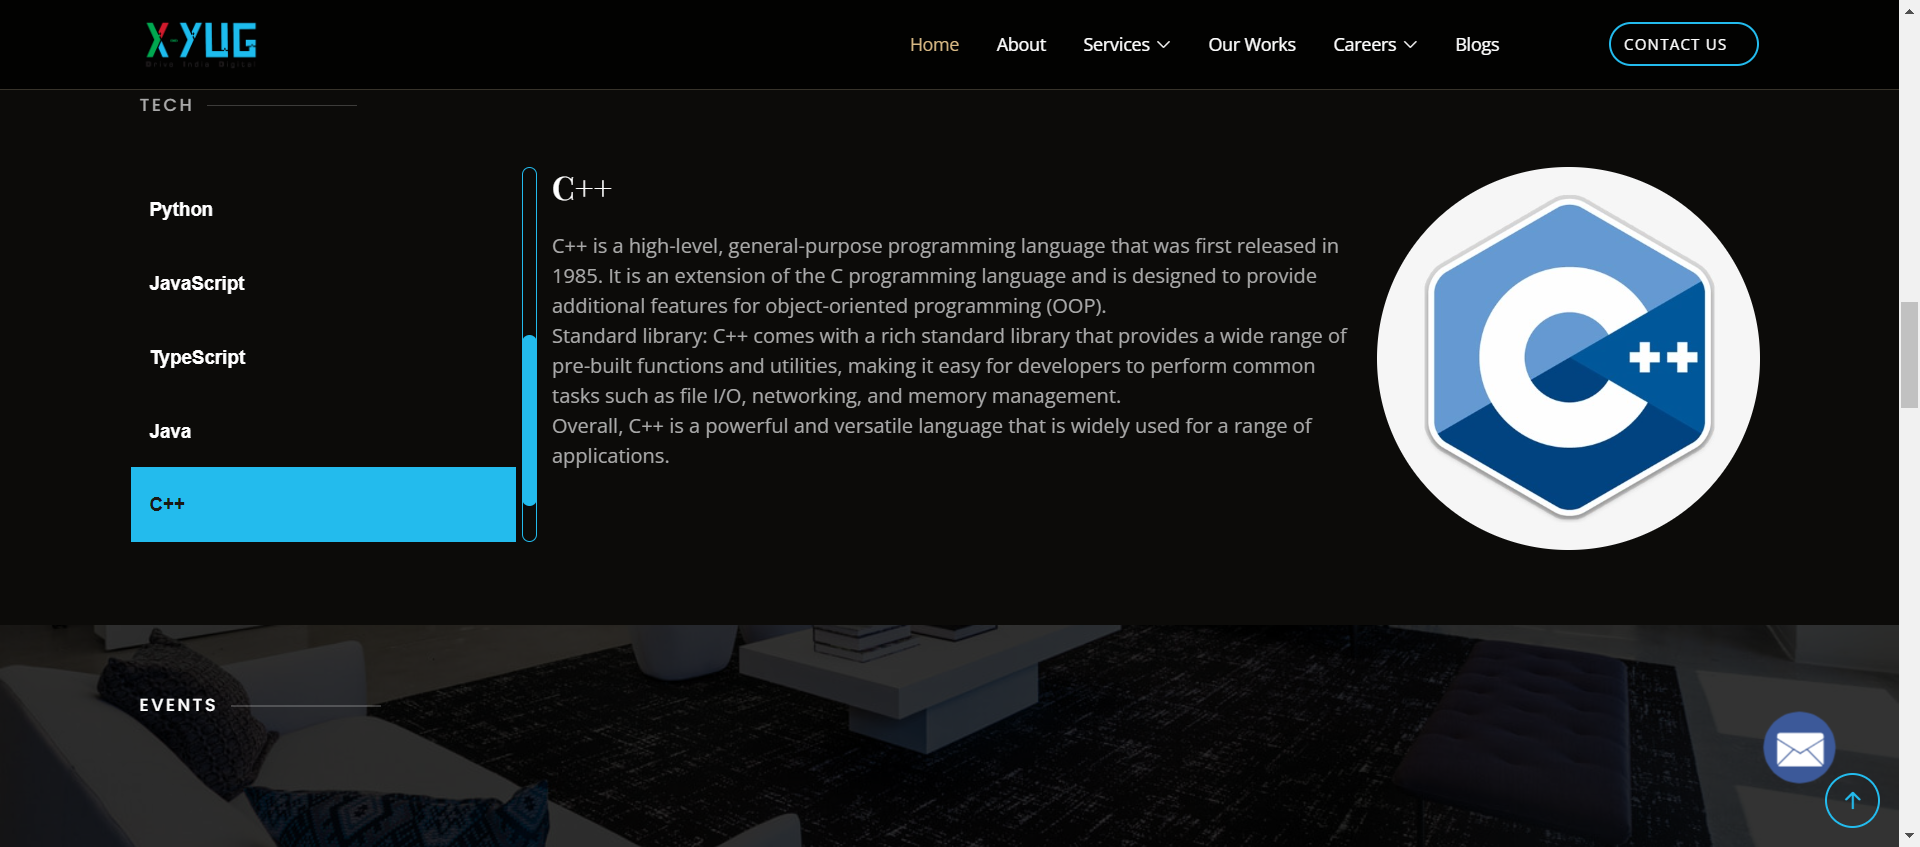 X-YUG
Drive India Digital
Home
About
Services
Our Works
Careers
Blogs
CONTACT US
TECH
Python
JavaScript
TypeScript
Java
C++
C++
C++ is a high-level, general-purpose programming language that was first released in
1985. It is an extension of the C programming language and is designed to provide
additional features for object-oriented programming (OOP).
Standard library: C++ comes with a rich standard library that provides a wide range of
pre-built functions and utilities, making it easy for developers to perform common
tasks such as file I/O, networking, and memory management.
Overall, C++ is a powerful and versatile language that is widely used for a range of
applications.
C++
EVENTS